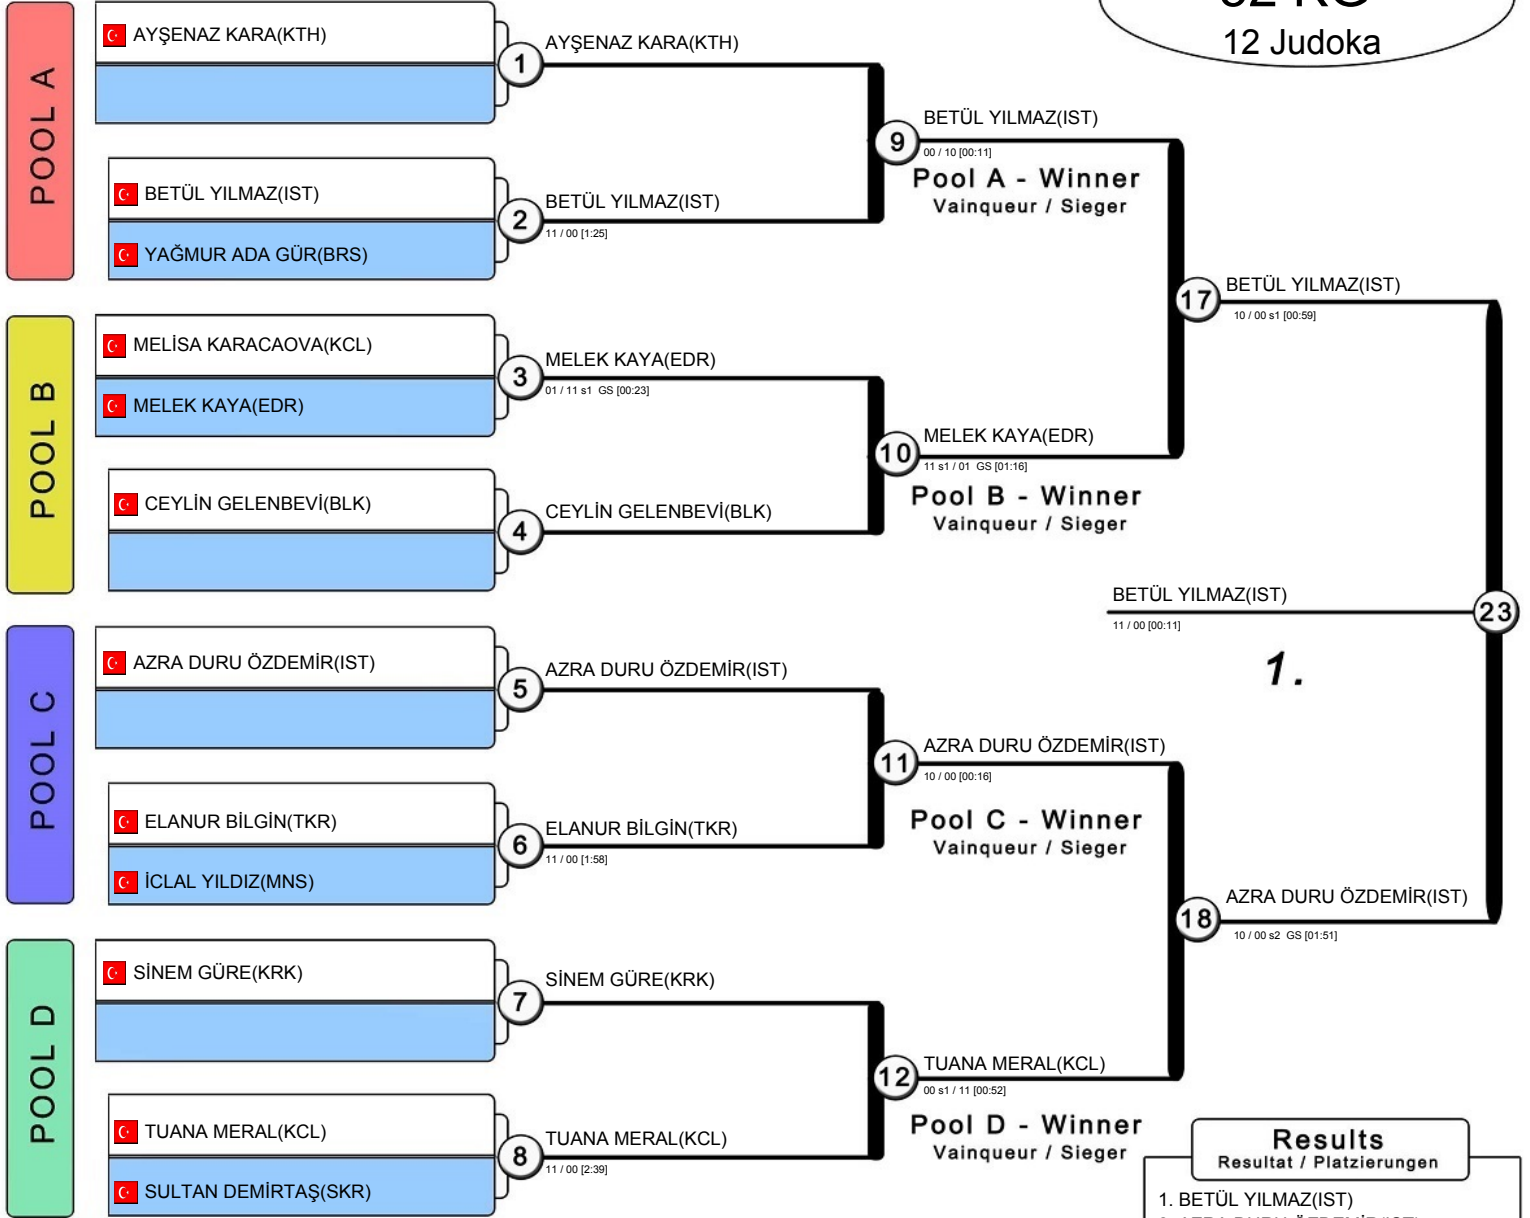 12 Judoka
POOL A
AYŞENAZ KARA(KTH)
1
AYŞENAZ KARA(KTH)
BETÜL YILMAZ(IST)
YAĞMUR ADA GÜR(BRS)
2
BETÜL YILMAZ(IST)
11 / 00 [1:25]
9
BETÜL YILMAZ(IST)
00 / 10 [00:11]
Pool A - Winner
Vainqueur / Sieger
POOL B
MELİSA KARACAOVA(KCL)
MELEK KAYA(EDR)
3
MELEK KAYA(EDR)
01 / 11 s1 GS [00:23]
CEYLİN GELENBEVİ(BLK)
4
CEYLİN GELENBEVİ(BLK)
10
MELEK KAYA(EDR)
11 s1 / 01 GS [01:16]
Pool B - Winner
Vainqueur / Sieger
17
BETÜL YILMAZ(IST)
10 / 00 s1 [00:59]
BETÜL YILMAZ(IST)
11 / 00 [00:11]
23
1.
POOL C
AZRA DURU ÖZDEMİR(IST)
5
AZRA DURU ÖZDEMİR(IST)
ELANUR BİLGİN(TKR)
İCLAL YILDIZ(MNS)
6
ELANUR BİLGİN(TKR)
11 / 00 [1:58]
11
AZRA DURU ÖZDEMİR(IST)
10 / 00 [00:16]
Pool C - Winner
Vainqueur / Sieger
18
AZRA DURU ÖZDEMİR(IST)
10 / 00 s2 GS [01:51]
POOL D
SİNEM GÜRE(KRK)
7
SİNEM GÜRE(KRK)
TUANA MERAL(KCL)
SULTAN DEMİRTAŞ(SKR)
8
TUANA MERAL(KCL)
11 / 00 [2:39]
12
TUANA MERAL(KCL)
00 s1 / 11 [00:52]
Pool D - Winner
Vainqueur / Sieger
Results
Resultat / Platzierungen
1. BETÜL YILMAZ(IST)